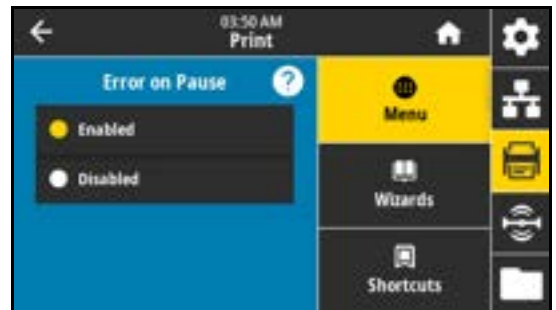 03:50 AM
Print
Error on Pause
?
Enabled
Disabled
Menu
Wizards
Shortcuts